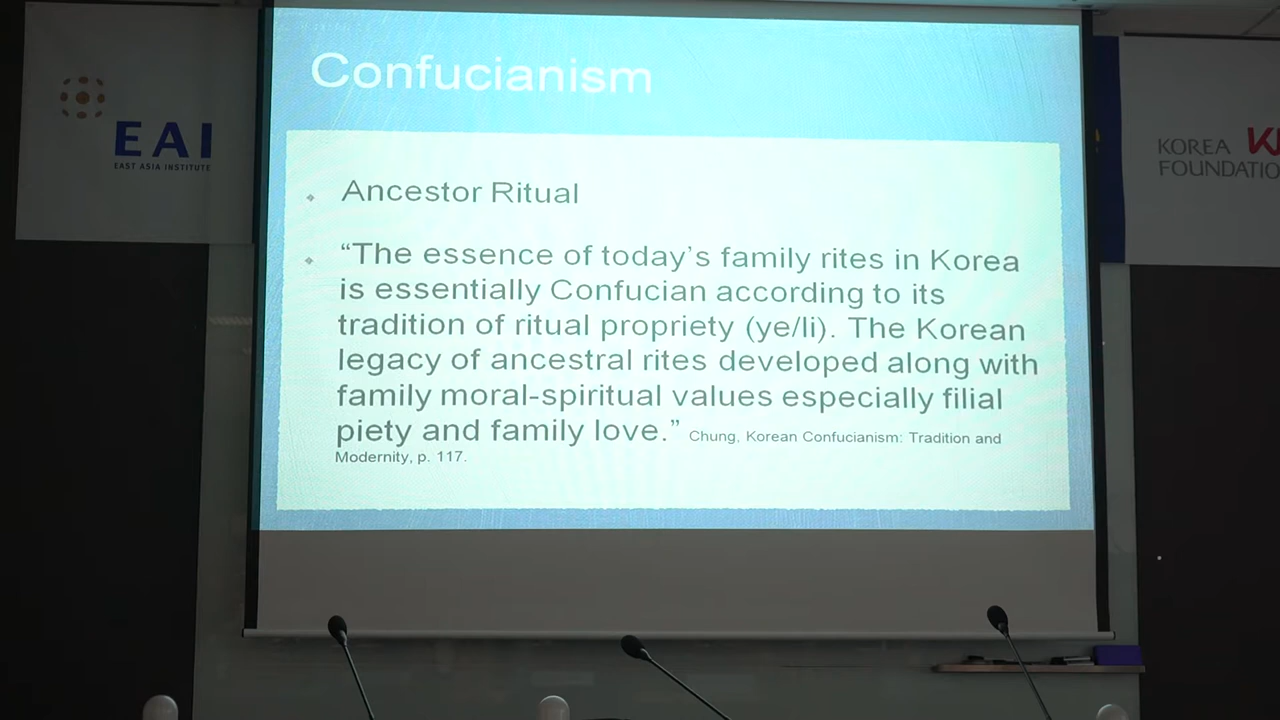 Confucianism
EAI
EAST ASIA INSTITUTE
KOREA
FOUNDATIO
Ancestor Ritual
“The essence of today’s family rites in Korea
is essentially Confucian according to its
tradition of ritual propriety (ye/li). The Korean
legacy of ancestral rites developed along with
family moral-spiritual values especially filial
piety and family love.” Chung, Korean Confucianism: Tradition and
Modernity, p. 117.